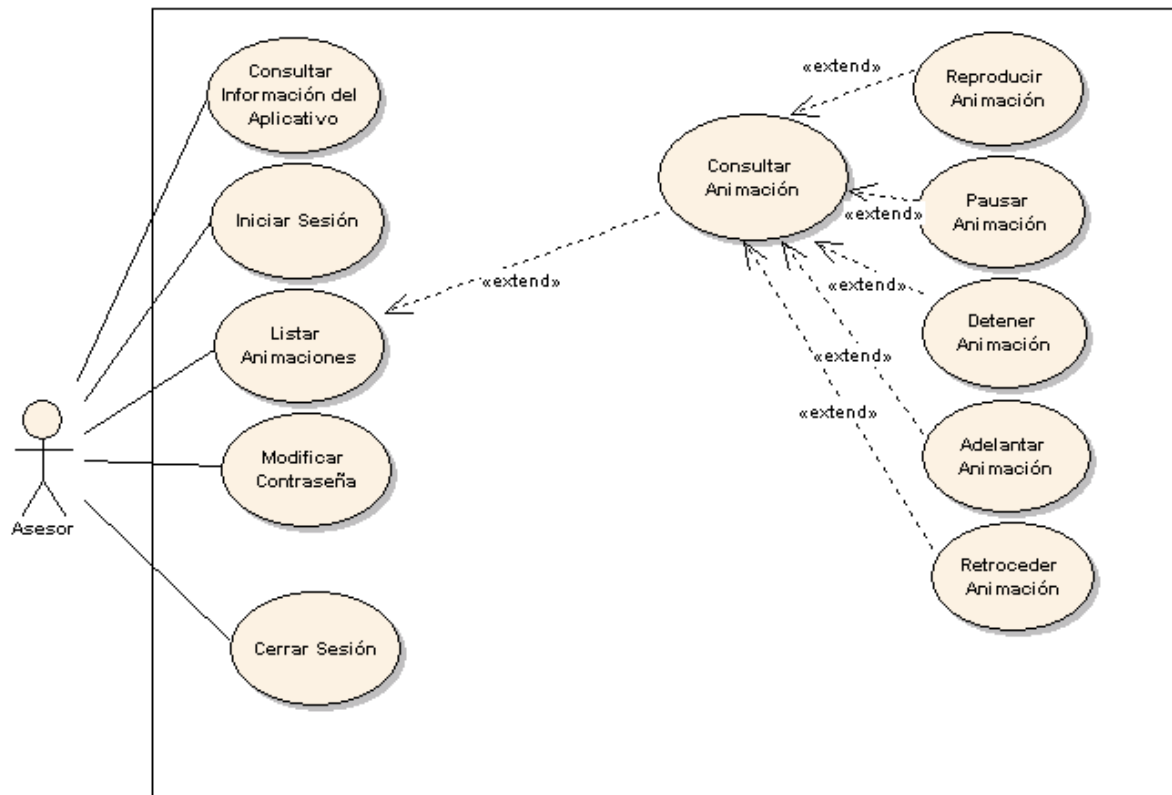 Consultar
Información del
Aplicativo
Iniciar Sesión
Listar
Animaciones
Modificar
Contraseña
Cerrar Sesión
Asesor
«extend»
Consultar
Animación
«extend»
«extend»
«extend»
«extend»
«extend»
Reproducir
Animación
Pausar
Animación
Detener
Animación
Adelantar
Animación
Retroceder
Animación